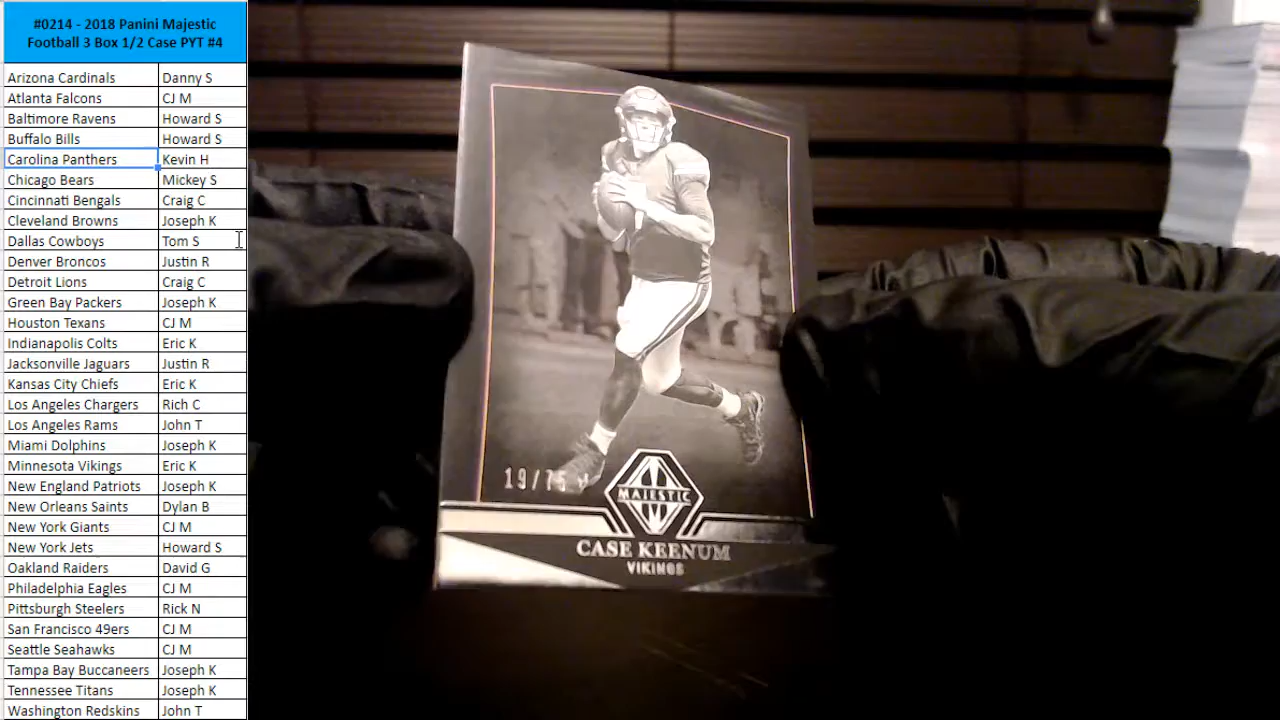 #0214 - 2018 Panini Majestic
Football 3 Box 1/2 Case PYT #4
Arizona Cardinals Danny S
Atlanta Falcons CJ M
Baltimore Ravens Howard S
Buffalo Bills Howard S
Carolina Panthers Kevin H
Chicago Bears Mickey S
Cincinnati Bengals Craig C
Cleveland Browns Joseph K
Dallas Cowboys Tom S
Denver Broncos Justin R
Detroit Lions Craig C
Green Bay Packers Joseph K
Houston Texans CJ M
Indianapolis Colts Eric K
Jacksonville Jaguars Justin R
Kansas City Chiefs Eric K
Los Angeles Chargers Rich C
Los Angeles Rams John T
Miami Dolphins Joseph K
Minnesota Vikings Eric K
New England Patriots Joseph K
New Orleans Saints Dylan B
New York Giants CJ M
New York Jets Howard S
Oakland Raiders David G
Philadelphia Eagles CJ M
Pittsburgh Steelers Rick N
San Francisco 49ers CJ M
Seattle Seahawks CJ M
Tampa Bay Buccaneers Joseph K
Tennessee Titans Joseph K
Washington Redskins John T
19/75
MAJESTIC
CASE KEENUM
VIKINGS